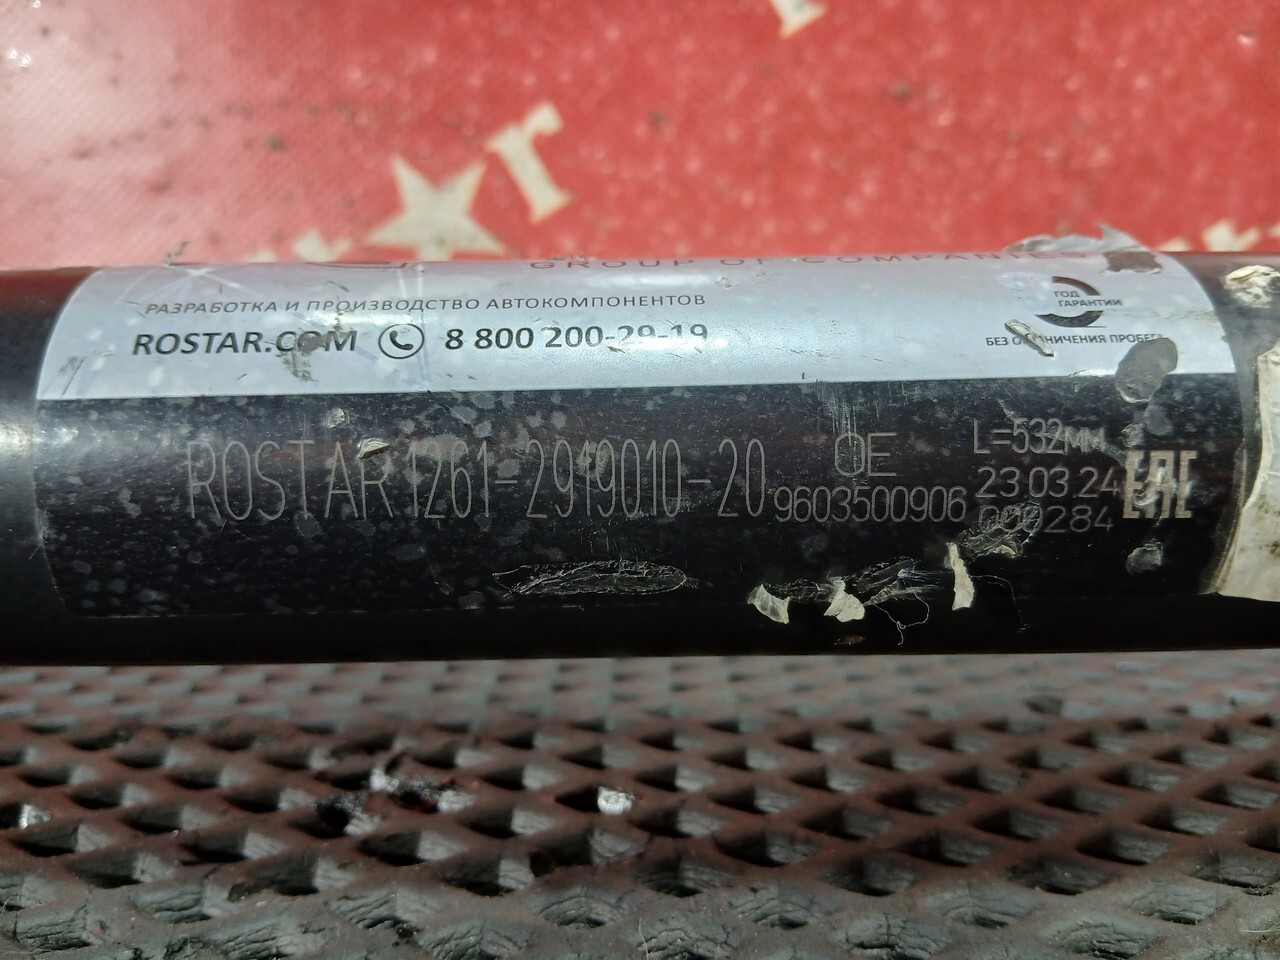 GROUP OF COMPANIES
РАЗРАБОТКА И ПРОИЗВОДСТВО АВТОКОМПОНЕНТОВ
ROSTAR.COM 8 800 200-29-19
ГОД
ГАРАНТИИ
БЕЗ ОГРАНИЧЕНИЯ ПРОБЕГА
ROSTAR 1261-2919010-20
OE
9603500906
L=532мм
23.03.24
000284
EAC